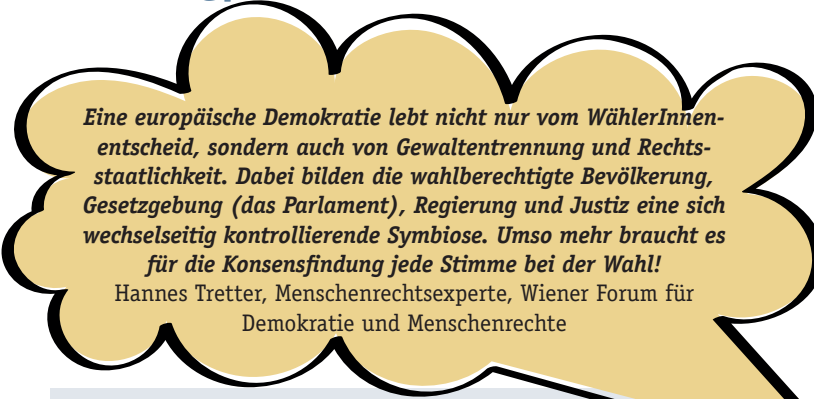 Eine europäische Demokratie lebt nicht nur vom WählerInnen-
entscheid, sondern auch von Gewaltentrennung und Rechts-
staatlichkeit. Dabei bilden die wahlberechtigte Bevölkerung,
Gesetzgebung (das Parlament), Regierung und Justiz eine sich
wechselseitig kontrollierende Symbiose. Umso mehr braucht es
für die Konsensfindung jede Stimme bei der Wahl!
Hannes Tretter, Menschenrechtsexperte, Wiener Forum für
Demokratie und Menschenrechte